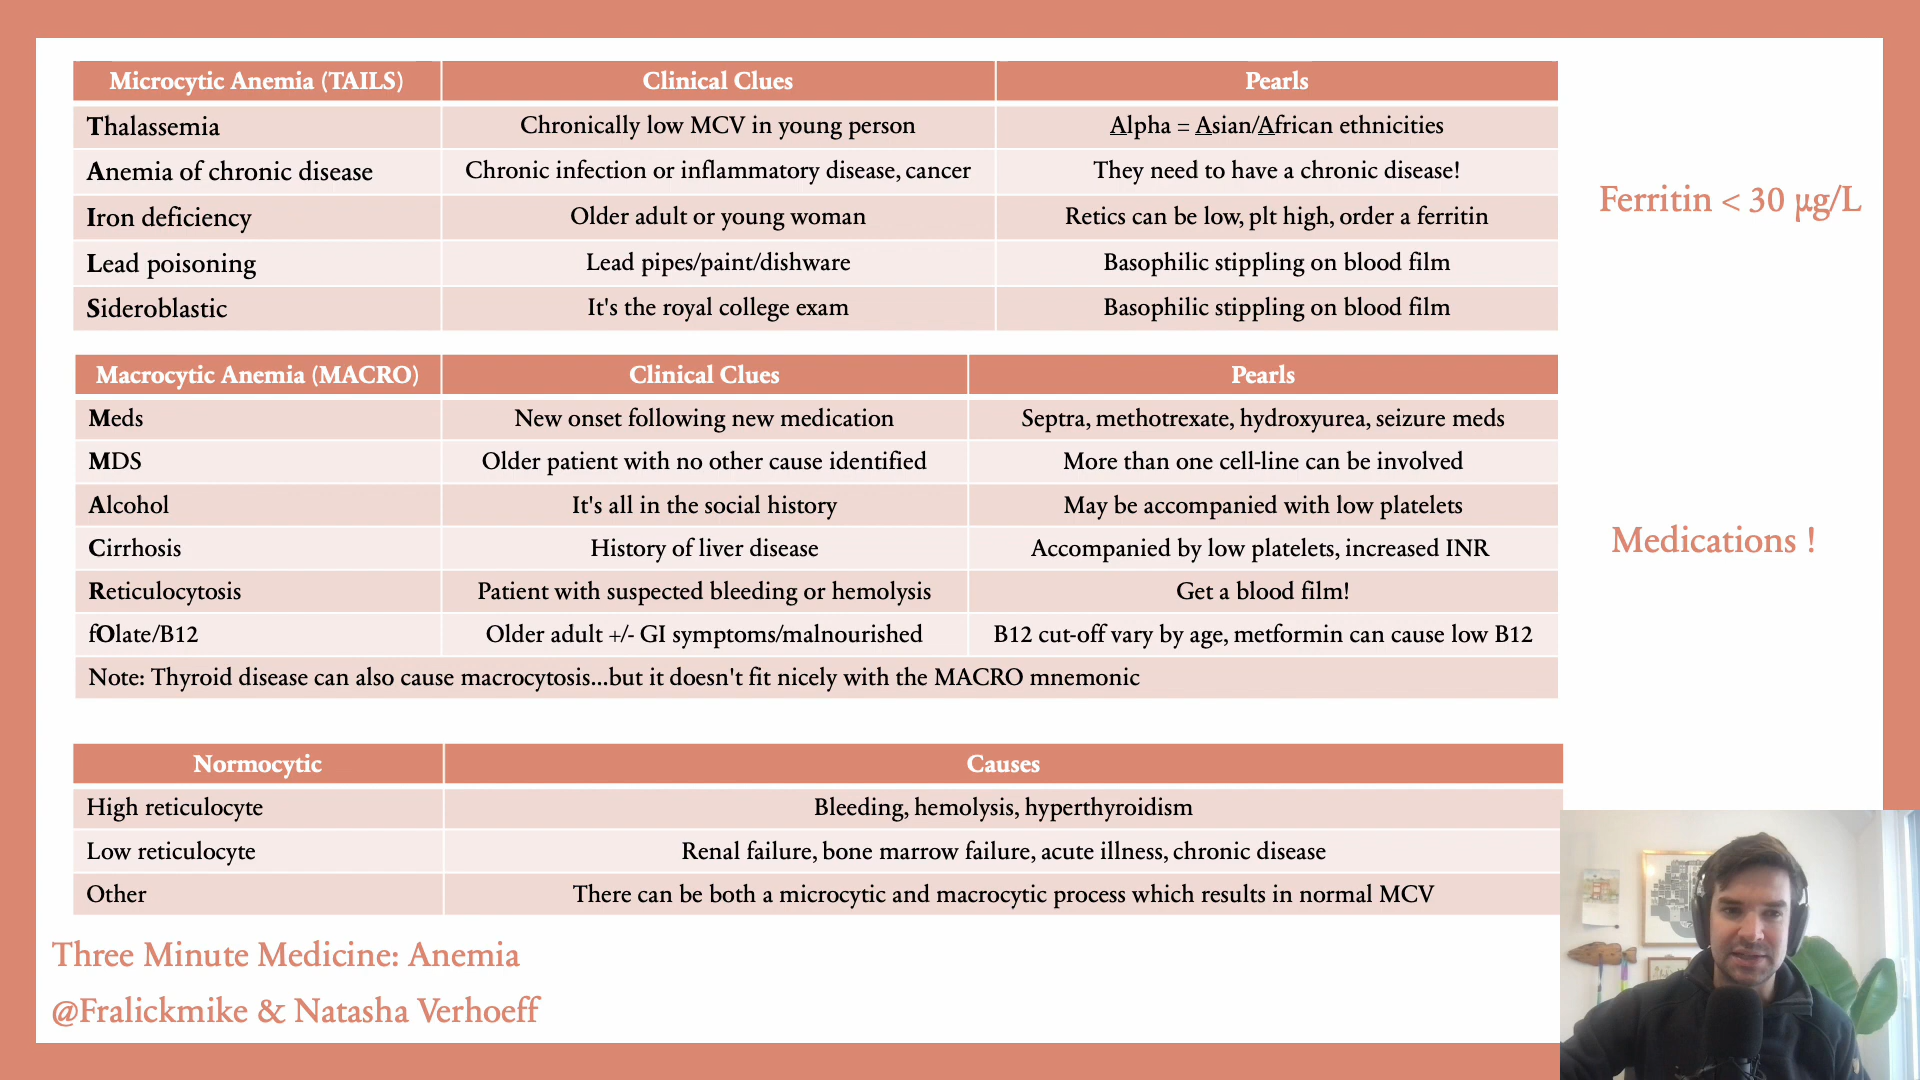 Microcytic Anemia (TAILS) Clinical Clues Pearls
Thalassemia Chronically low MCV in young person Alpha = Asian/African ethnicities
Anemia of chronic disease Chronic infection or inflammatory disease, cancer They need to have a chronic disease!
Iron deficiency Older adult or young woman Retics can be low, plt high, order a ferritin
Lead poisoning Lead pipes/paint/dishware Basophilic stippling on blood film
Sideroblastic It's the royal college exam Basophilic stippling on blood film
Ferritin < 30 µg/L
Macrocytic Anemia (MACRO) Clinical Clues Pearls
Meds New onset following new medication Septra, methotrexate, hydroxyurea, seizure meds
MDS Older patient with no other cause identified More than one cell-line can be involved
Alcohol It's all in the social history May be accompanied with low platelets
Cirrhosis History of liver disease Accompanied by low platelets, increased INR
Reticulocytosis Patient with suspected bleeding or hemolysis Get a blood film!
fOlate/B12 Older adult +/- GI symptoms/malnourished B12 cut-off vary by age, metformin can cause low B12
Note: Thyroid disease can also cause macrocytosis...but it doesn't fit nicely with the MACRO mnemonic
Medications !
Normocytic Causes
High reticulocyte Bleeding, hemolysis, hyperthyroidism
Low reticulocyte Renal failure, bone marrow failure, acute illness, chronic disease
Other There can be both a microcytic and macrocytic process which results in normal MCV
Three Minute Medicine: Anemia
@Fralickmike & Natasha Verhoeff